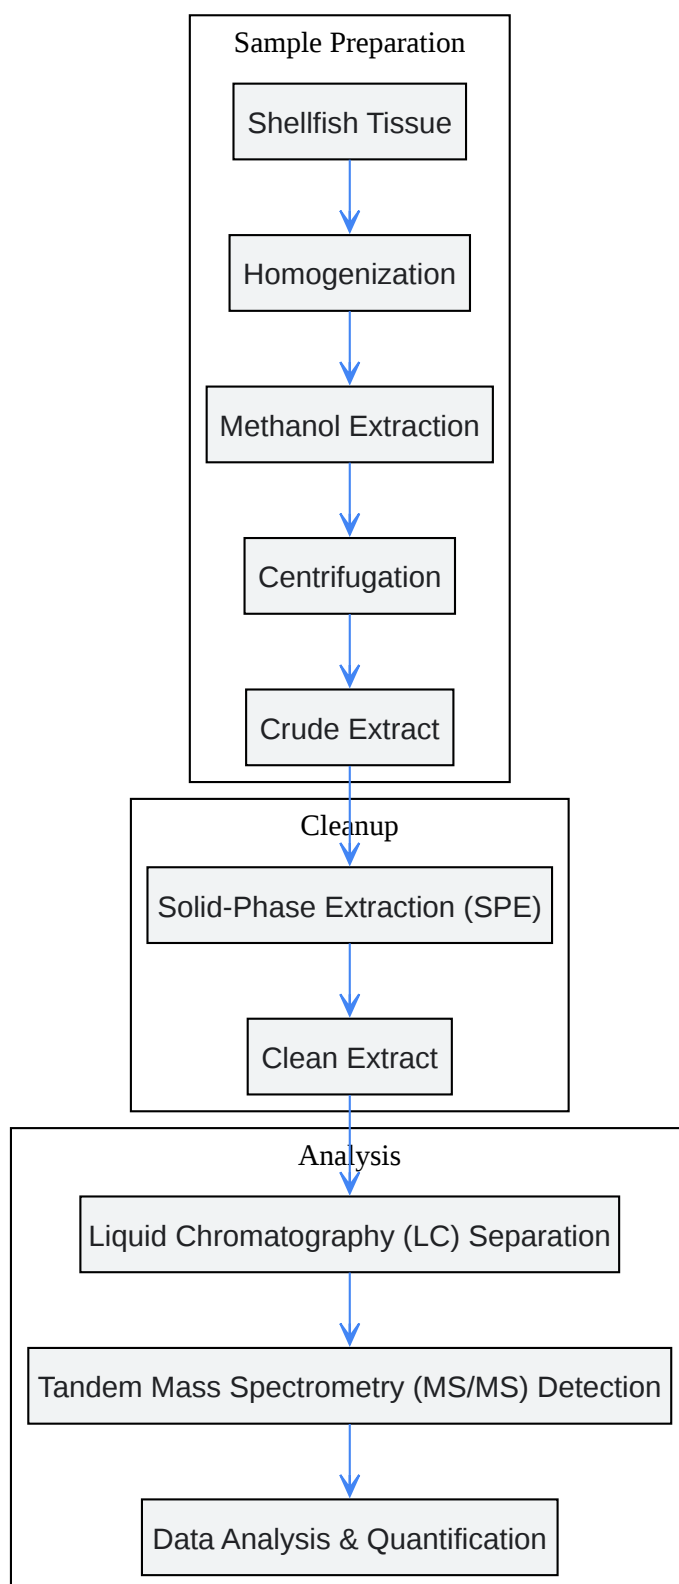 Sample Preparation
Shellfish Tissue
Homogenization
Methanol Extraction
Centrifugation
Crude Extract
Cleanup
Solid-Phase Extraction (SPE)
Clean Extract
Analysis
Liquid Chromatography (LC) Separation
Tandem Mass Spectrometry (MS/MS) Detection
Data Analysis & Quantification